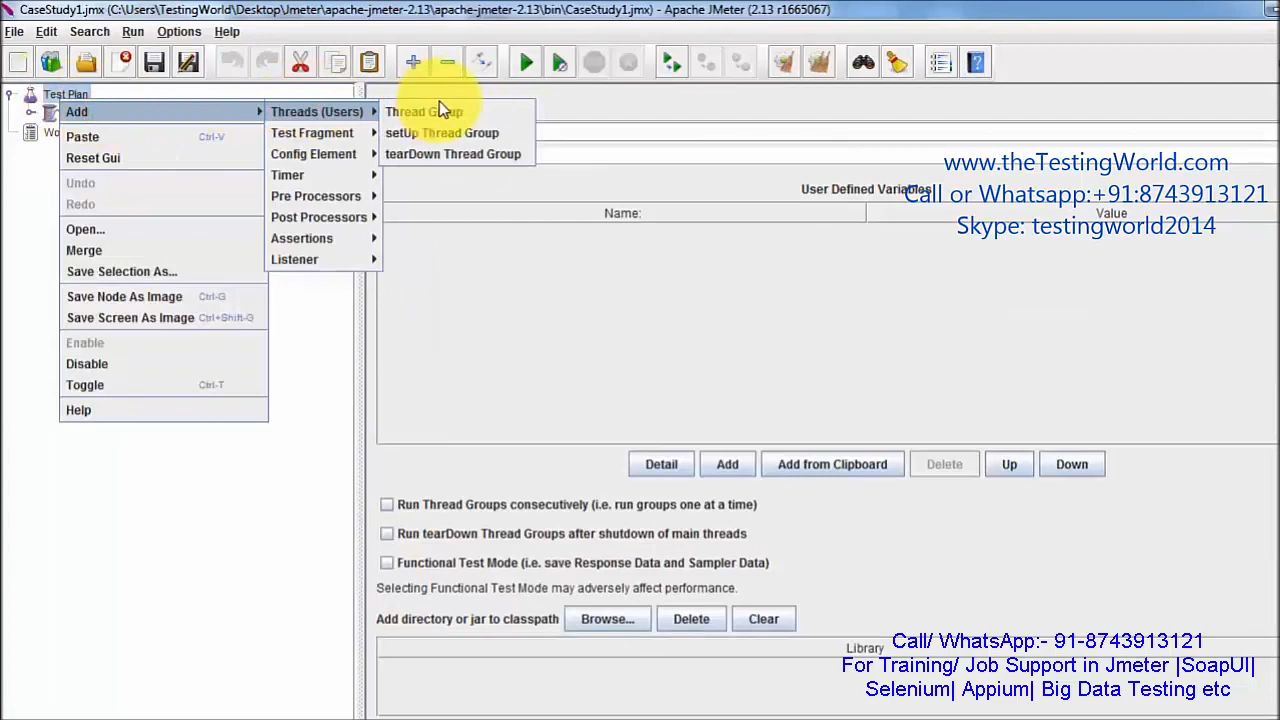 CaseStudy1.jmx (C:\Users\TestingWorld\Desktop\Jmeter\apache-jmeter-2.13\apache-jmeter-2.13\bin\CaseStudy1.jmx) - Apache JMeter (2.13 r1665067)
File Edit Search Run Options Help
Test Plan
Add
Paste Ctrl-V
Reset Gui
Undo
Redo
Open...
Merge
Save Selection As...
Save Node As Image Ctrl-G
Save Screen As Image Ctrl+Shift-G
Enable
Disable
Toggle Ctrl-T
Help
Threads (Users)
Test Fragment
Config Element
Timer
Pre Processors
Post Processors
Assertions
Listener
Thread Group
setUp Thread Group
tearDown Thread Group
www.theTestingWorld.com
Call or Whatsapp:+91:8743913121
Skype: testingworld2014
User Defined Variables
Name: Value
Detail Add Add from Clipboard Delete Up Down
Run Thread Groups consecutively (i.e. run groups one at a time)
Run tearDown Thread Groups after shutdown of main threads
Functional Test Mode (i.e. save Response Data and Sampler Data)
Selecting Functional Test Mode may adversely affect performance.
Add directory or jar to classpath Browse... Delete Clear
Library
Call/ WhatsApp:- 91-8743913121
For Training/ Job Support in Jmeter |SoapUI|
Selenium| Appium| Big Data Testing etc